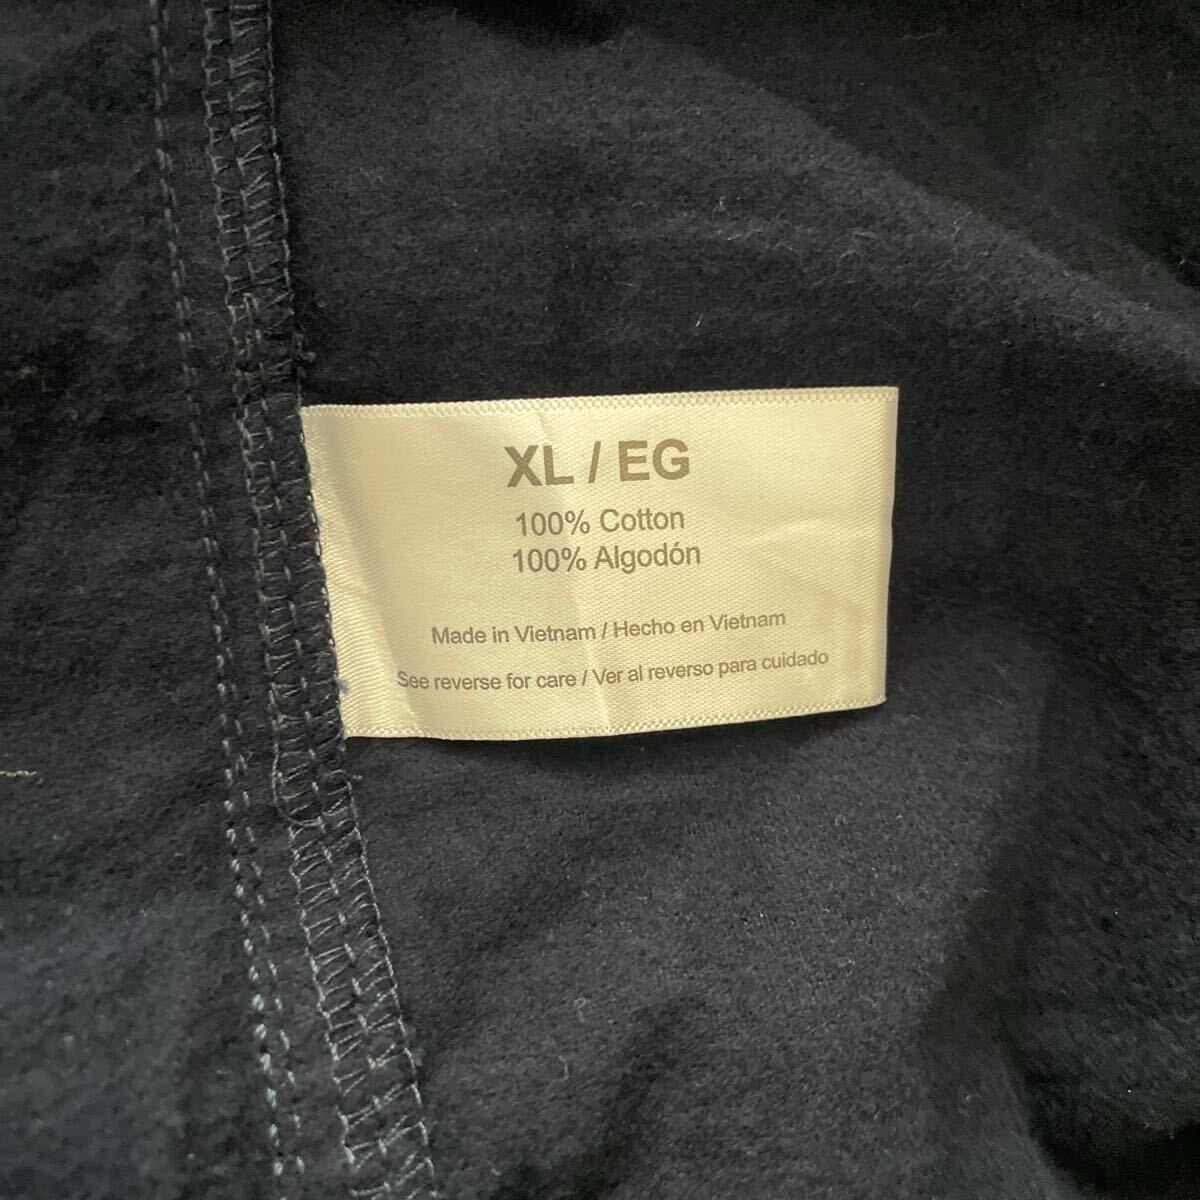 XL / EG
100% Cotton
100% Algodón
Made in Vietnam / Hecho en Vietnam
See reverse for care / Ver al reverso para cuidado